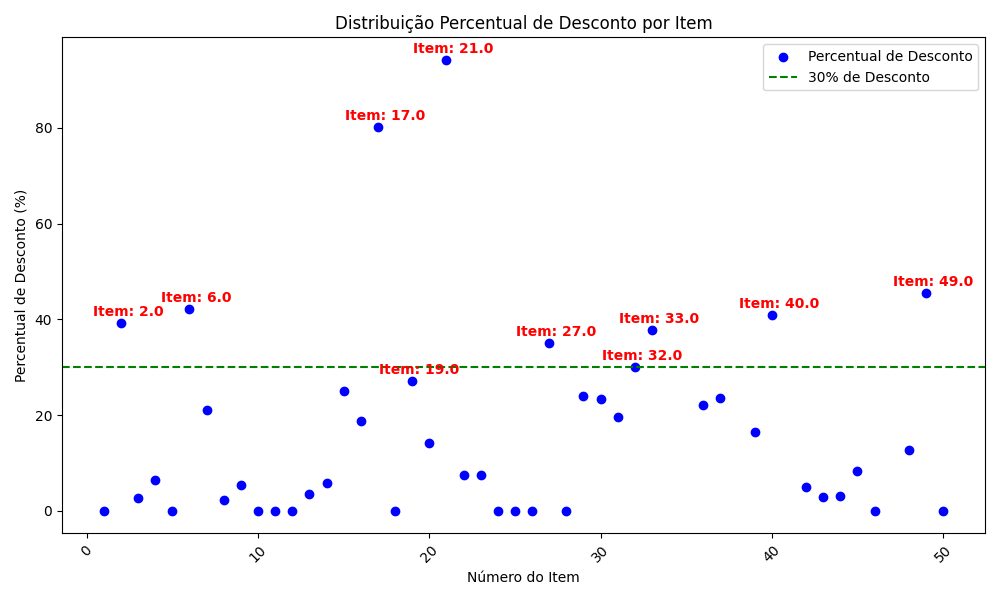 Distribuição Percentual de Desconto por Item
Percentual de Desconto
30% de Desconto
Item: 21.0
Item: 17.0
Item: 49.0
Item: 6.0
Item: 2.0
Item: 40.0
Item: 33.0
Item: 27.0
Item: 32.0
Item: 19.0
Percentual de Desconto (%)
80
60
40
20
0
0
10
20
30
40
50
Número do Item